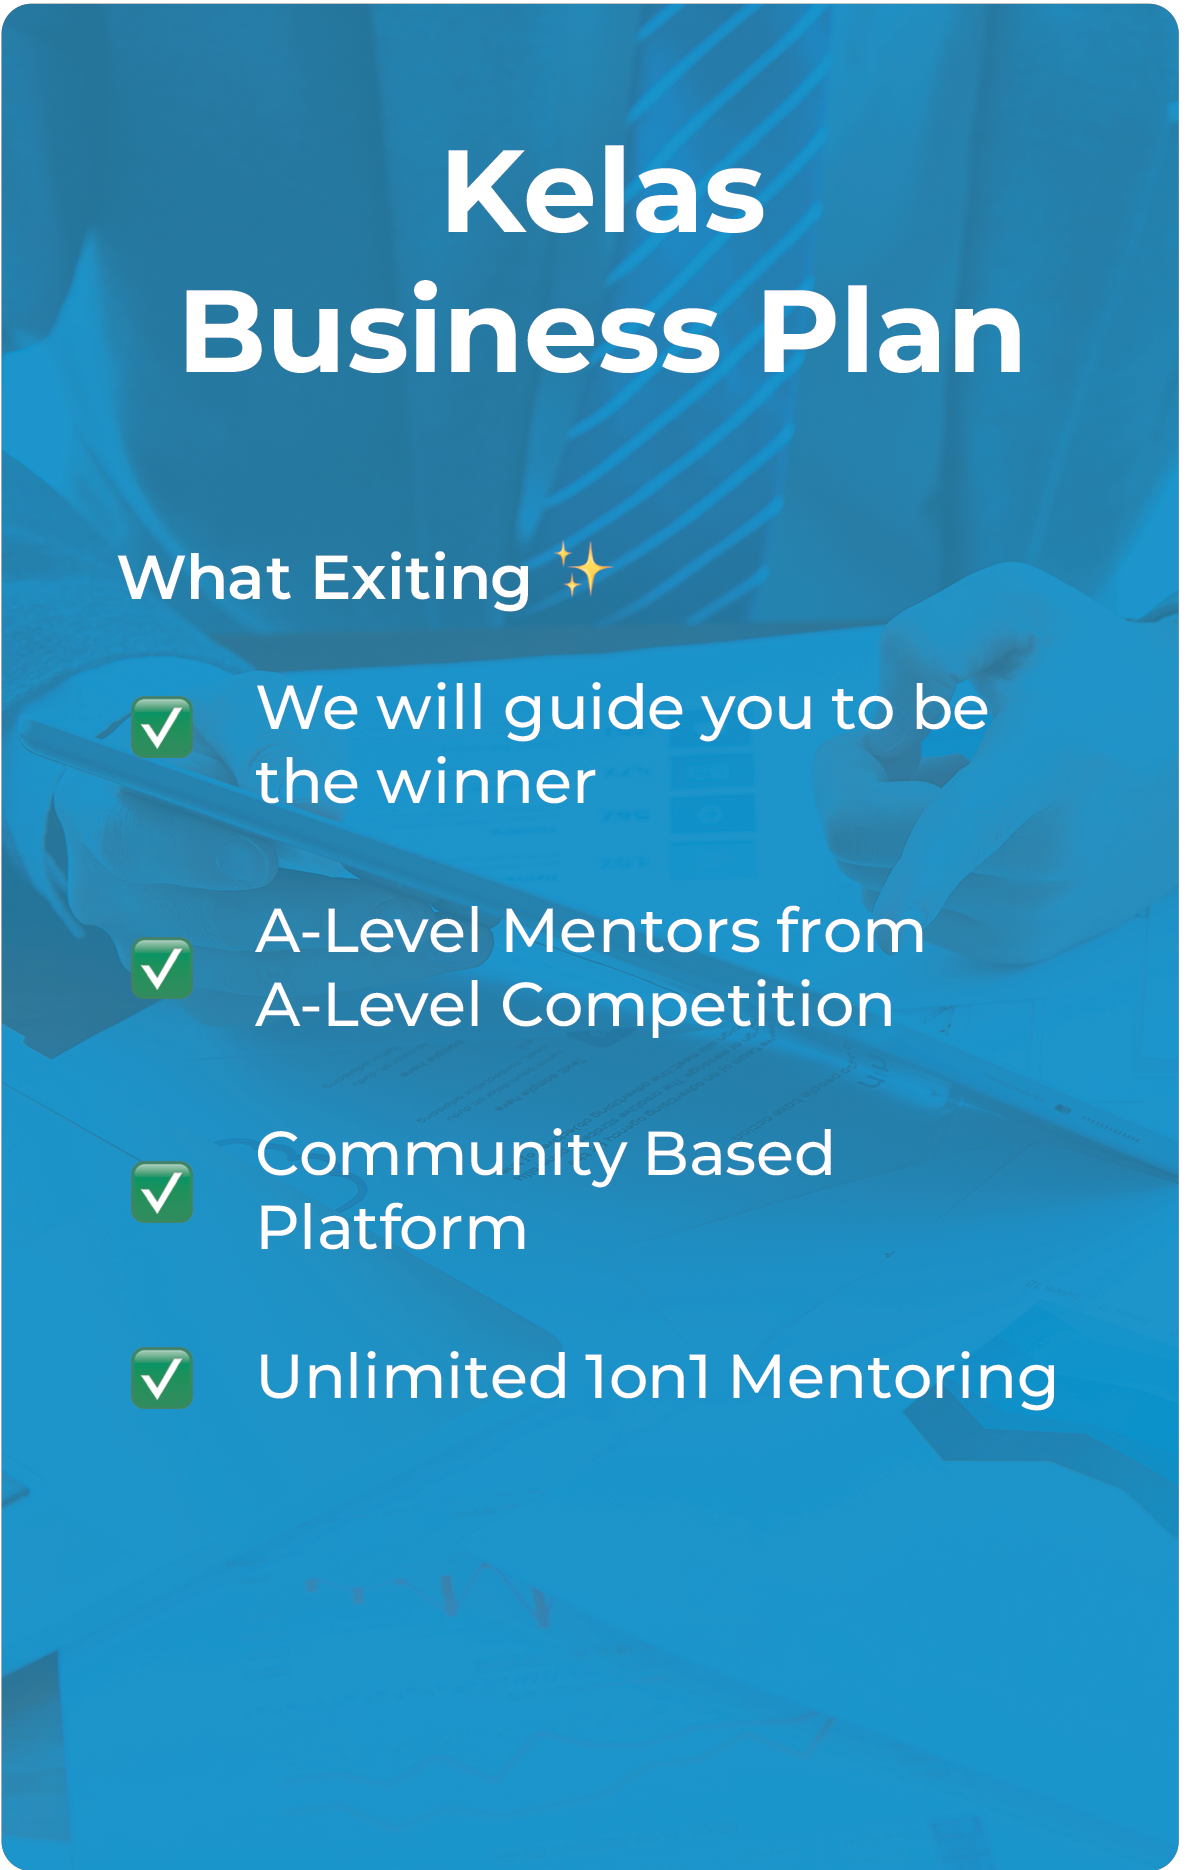 Kelas
Business Plan
What Exiting ✨
✅ We will guide you to be
the winner
✅ A-Level Mentors from
A-Level Competition
✅ Community Based
Platform
✅ Unlimited 1on1 Mentoring